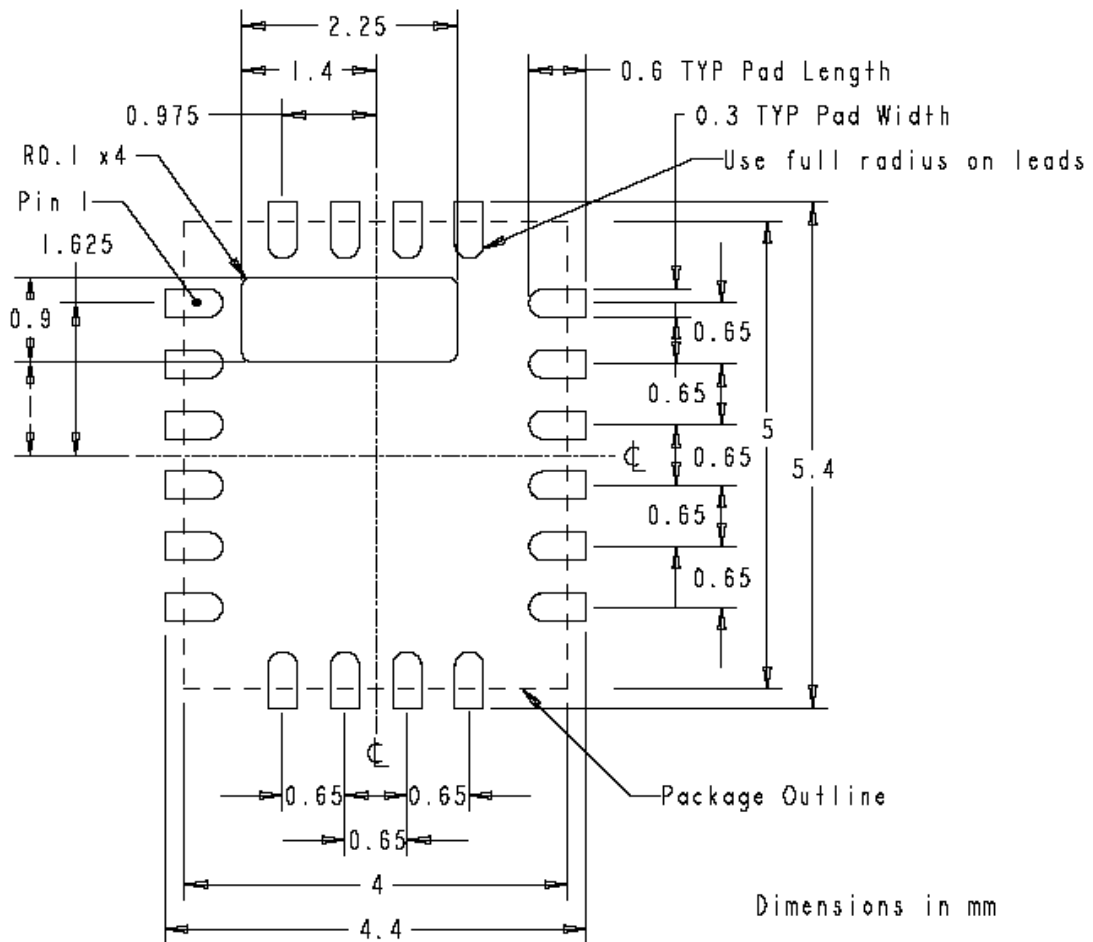 2.25
1.4
0.6 TYP Pad Length
0.975
0.3 TYP Pad Width
R0.1 x4
Use full radius on leads
Pin 1
1.625
0.9
0.65
0.65
5
0.65
5.4
0.65
0.65
0.65
0.65
0.65
Package Outline
4
4.4
Dimensions in mm